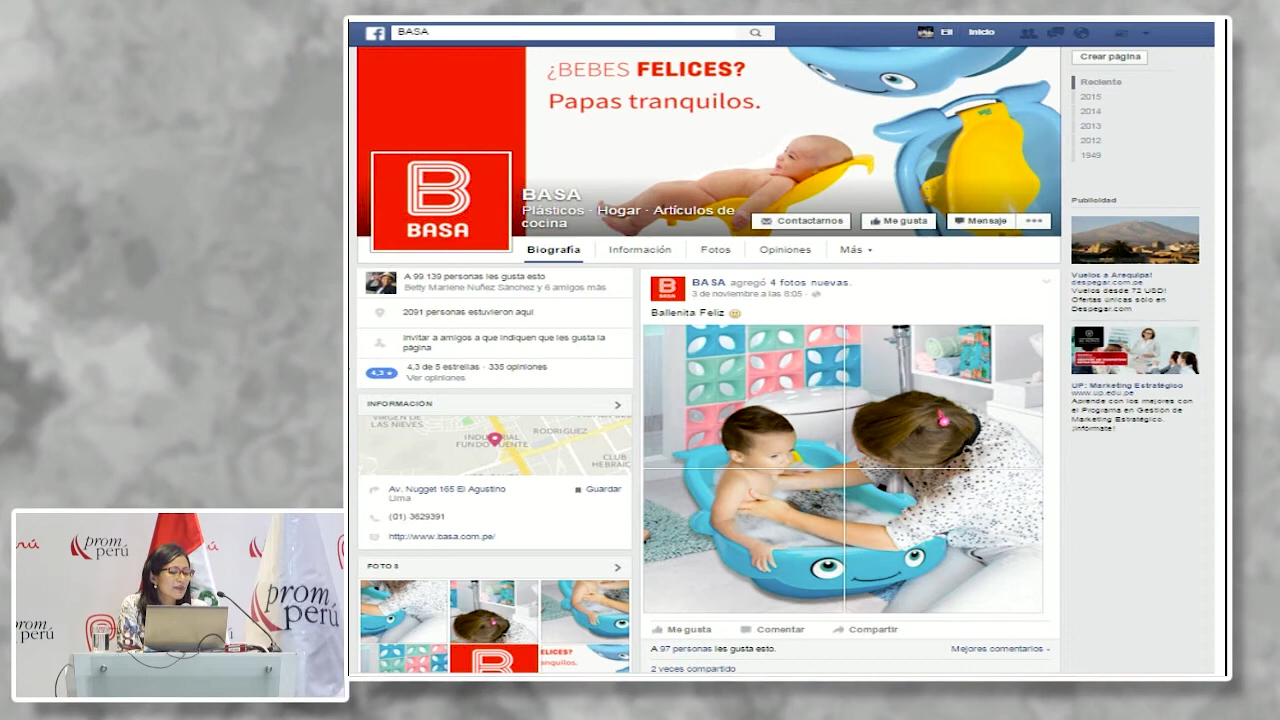 BASA
Eli
Inicio
¿BEBES FELICES?
Papas tranquilos.
B
BASA
BASA
Plásticos · Hogar · Artículos de
cocina
Contactarnos
Me gusta
Mensaje
Biografía
Información
Fotos
Opiniones
Más
A 99 139 personas les gusta esto
Betty Marlene Nuñez Sánchez y 6 amigos más
2091 personas estuvieron aquí
Invitar a amigos a que indiquen que les gusta la
página
4,3
4,3 de 5 estrellas · 335 opiniones
Ver opiniones
INFORMACIÓN
VIRGEN DE
LAS NIEVES
RODRIGUEZ
CLUB
HEBRAIC
Av. Nugget 165 El Agustino
Lima
Guardar
(01) 3629391
http://www.basa.com.pe/
FOTOS
FELICES?
nquilos.
B
BASA
BASA agregó 4 fotos nuevas.
3 de noviembre a las 8:05
Ballenita Feliz
Me gusta
Comentar
Compartir
A 97 personas les gusta esto.
Mejores comentarios
2 veces compartido
Crear página
Reciente
2015
2014
2013
2012
1949
Publicidad
Vuelos a Arequipa!
despegar.com.pe
Vuelos desde 72 USD!
Ofertas únicas sólo en
Despegar.com
UP: Marketing Estratégico
www.up.edu.pe
Aprende con los mejores con
el Programa en Gestión de
Marketing Estratégico.
¡Infórmate!
rú
prom
perú
prom
perú
rom
perú